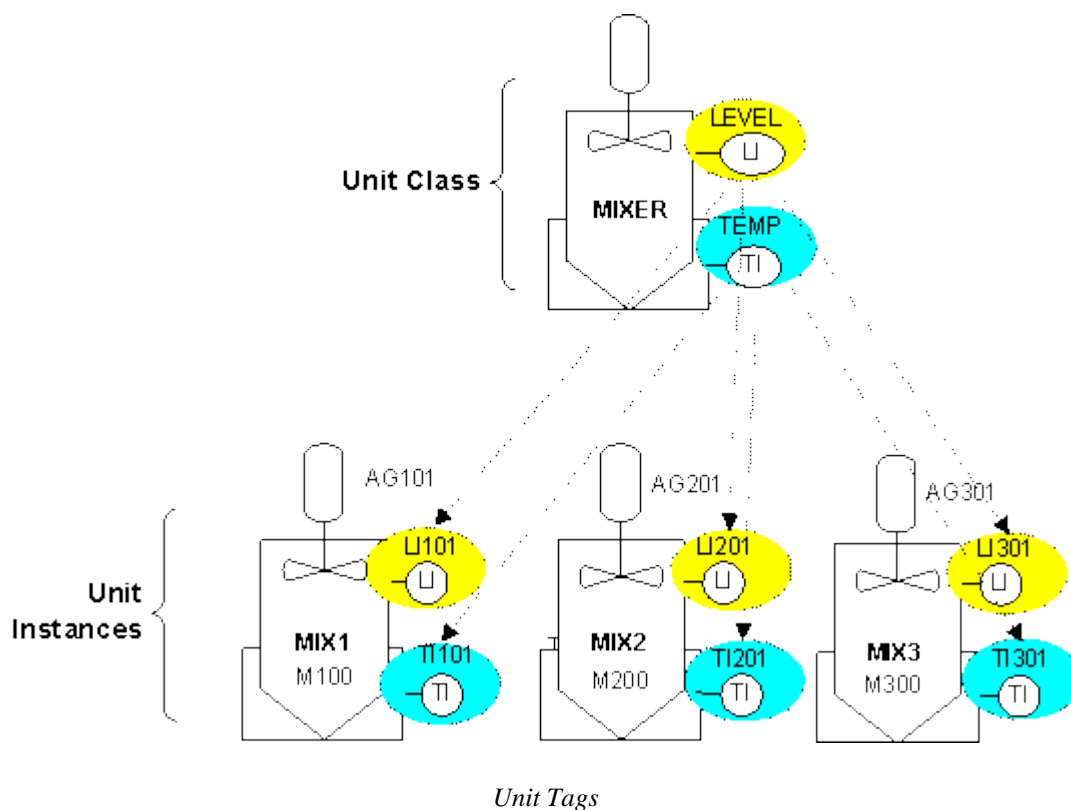 LEVEL
LI
Unit Class
MIXER
TEMP
TI
AG101
AG201
AG301
LI101
LI
LI201
LI
LI301
LI
Unit
Instances
MIX1
M100
TI101
TI
MIX2
M200
TI201
TI
MIX3
M300
TI301
TI
Unit Tags